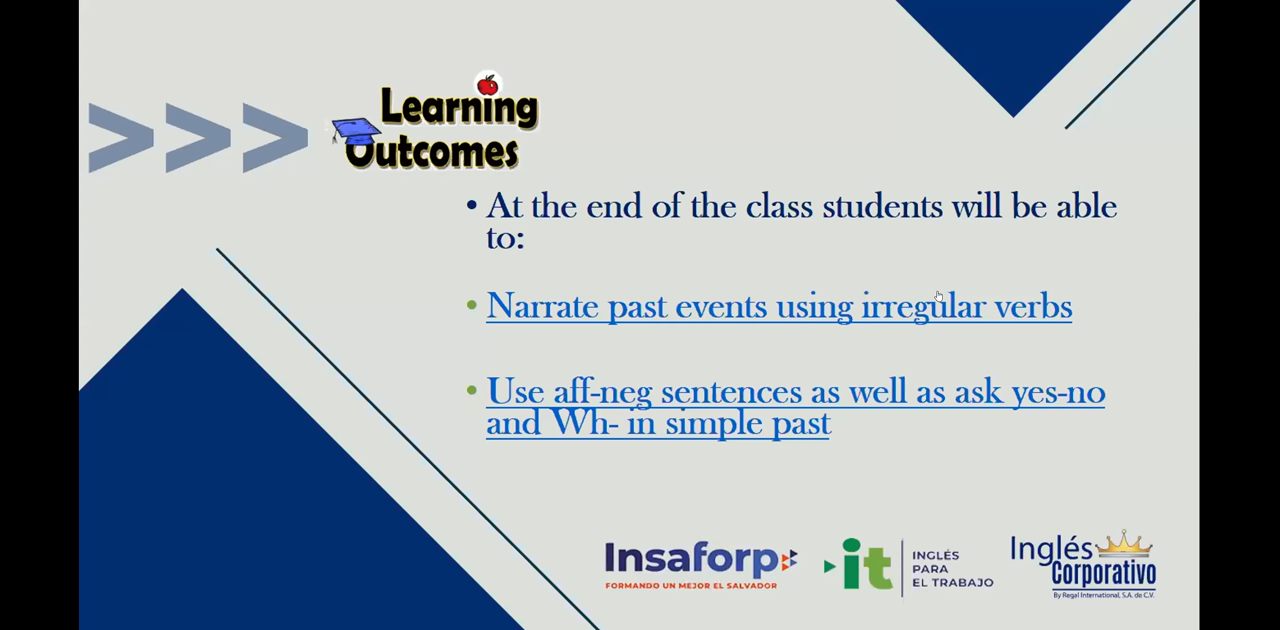 >>>
Learning
Outcomes
• At the end of the class students will be able
to:
• Narrate past events using irregular verbs
• Use aff-neg sentences as well as ask yes-no
and Wh- in simple past
Insaforp
FORMANDO UN MEJOR EL SALVADOR
it
INGLÉS
PARA
EL TRABAJO
Inglés
Corporativo
By Regal International, S.A. de C.V.